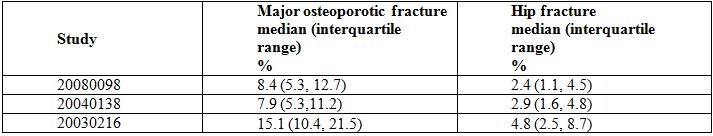 Study
Major osteoporotic fracture
median (interquartile
range)
%
Hip fracture
median (interquartile
range)
%
20080098 8.4 (5.3, 12.7) 2.4 (1.1, 4.5)
20040138 7.9 (5.3,11.2) 2.9 (1.6, 4.8)
20030216 15.1 (10.4, 21.5) 4.8 (2.5, 8.7)